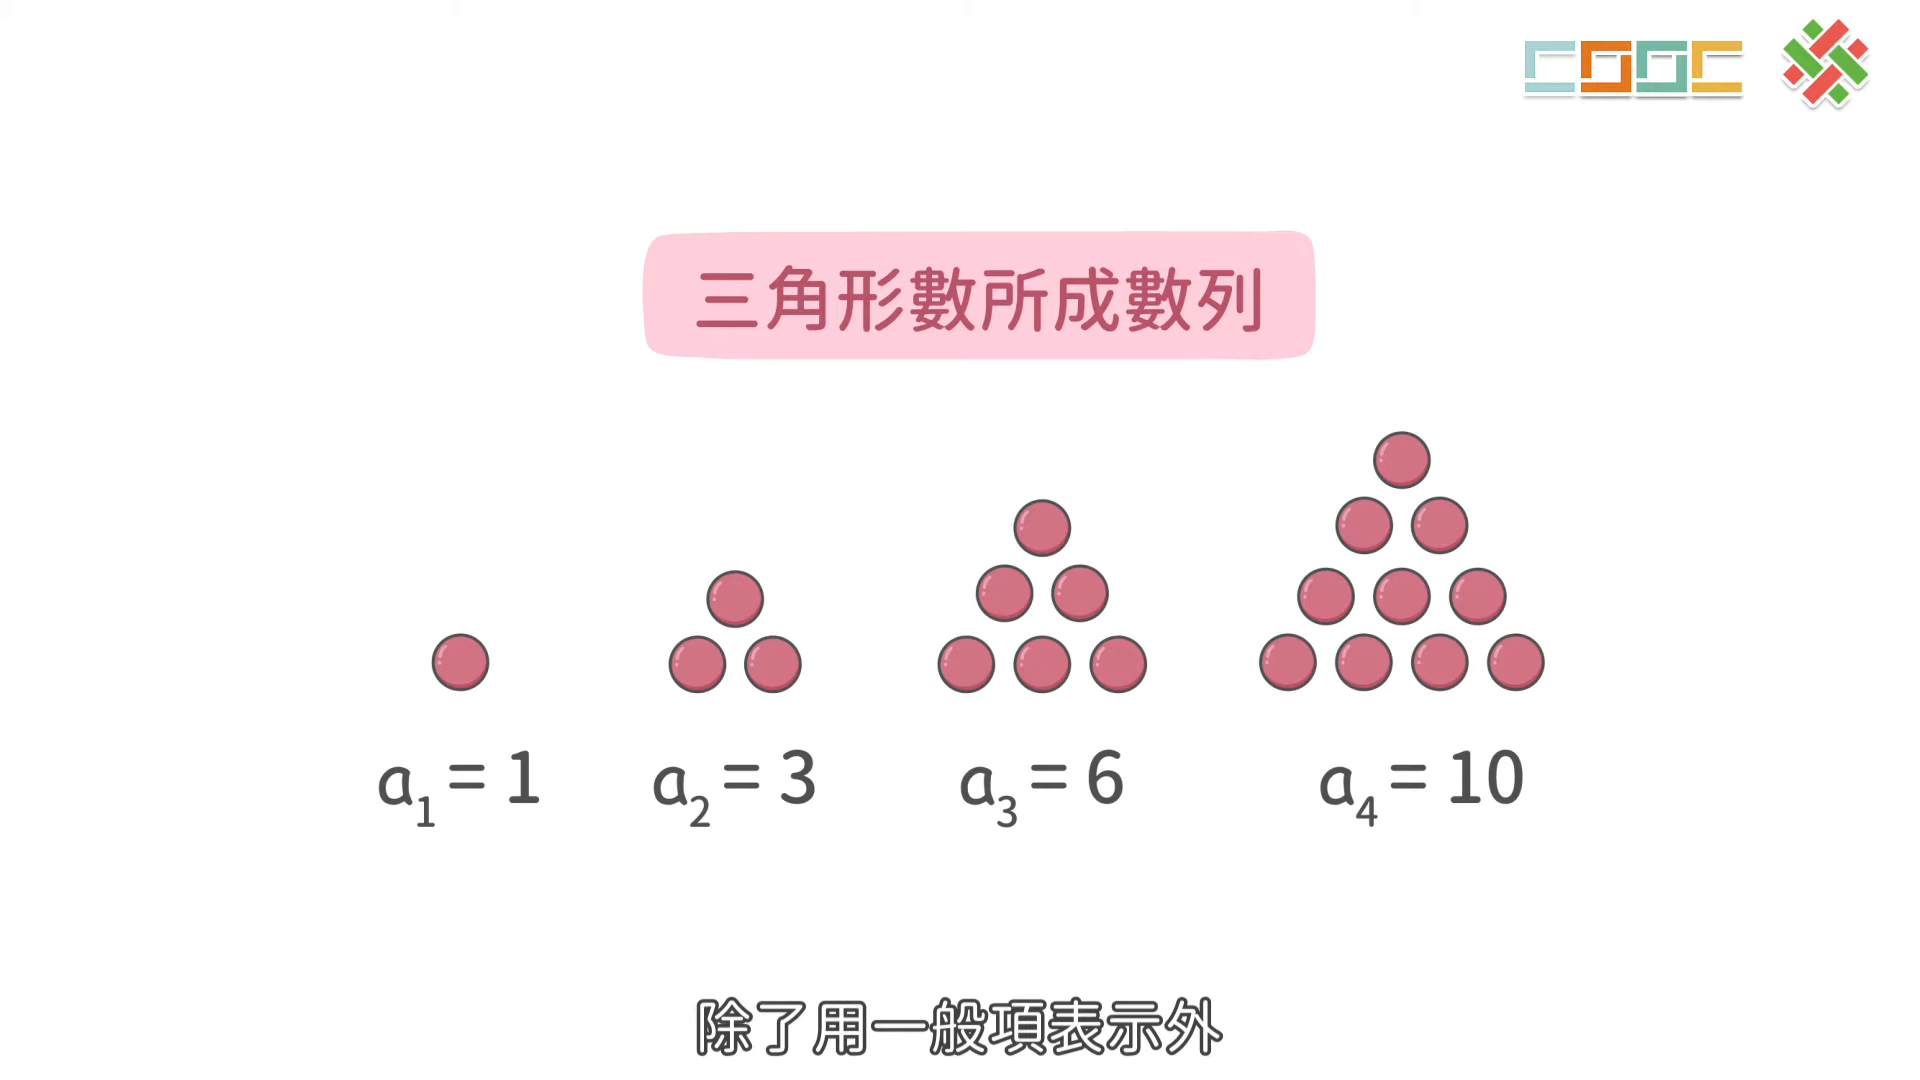 COOC
三角形數所成數列
a₁ = 1 a₂ = 3 a₃ = 6 a₄ = 10
除了用一般項表示外